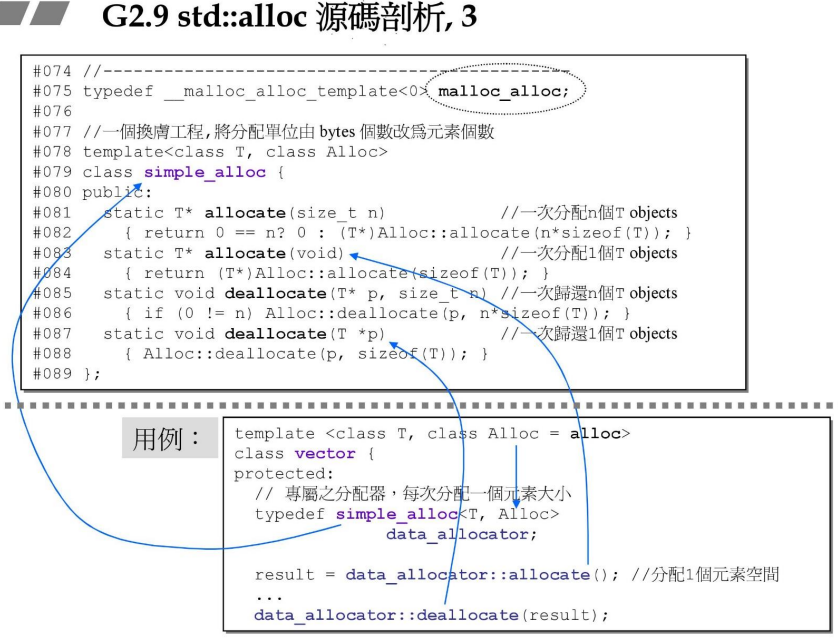 G2.9 std::alloc 源碼剖析, 3
#074 //----------------------------------------------
#075 typedef __malloc_alloc_template<0> malloc_alloc;
#076
#077 //一個換膚工程,將分配單位由 bytes 個數改爲元素個數
#078 template<class T, class Alloc>
#079 class simple_alloc {
#080 public:
#081   static T* allocate(size_t n)           //一次分配n個T objects
#082     { return 0 == n? 0 : (T*)Alloc::allocate(n*sizeof(T)); }
#083   static T* allocate(void)               //一次分配1個T objects
#084     { return (T*)Alloc::allocate(sizeof(T)); }
#085   static void deallocate(T* p, size_t n) //一次歸還n個T objects
#086     { if (0 != n) Alloc::deallocate(p, n*sizeof(T)); }
#087   static void deallocate(T *p)           //一次歸還1個T objects
#088     { Alloc::deallocate(p, sizeof(T)); }
#089 };
用例：
template <class T, class Alloc = alloc>
class vector {
protected:
  // 專屬之分配器，每次分配一個元素大小
  typedef simple_alloc<T, Alloc>
               data_allocator;
  result = data_allocator::allocate(); //分配1個元素空間
  ...
  data_allocator::deallocate(result);